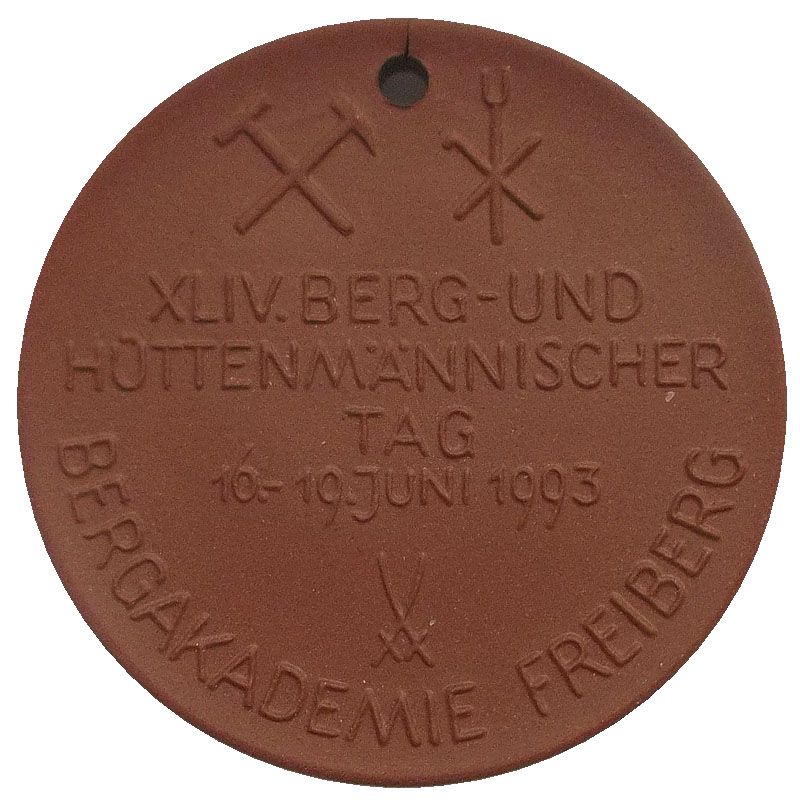 XLIV. BERG-UND
HÜTTENMÄNNISCHER
TAG
16.-19. JUNI 1993
BERGAKADEMIE FREIBERG